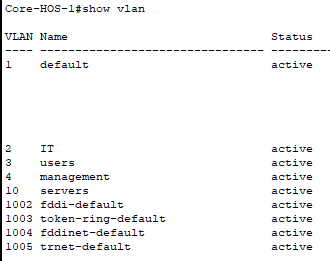 Core-HOS-1#show vlan
VLAN Name Status
---- -------------------------------- ---------
1 default active
2 IT active
3 users active
4 management active
10 servers active
1002 fddi-default active
1003 token-ring-default active
1004 fddinet-default active
1005 trnet-default active